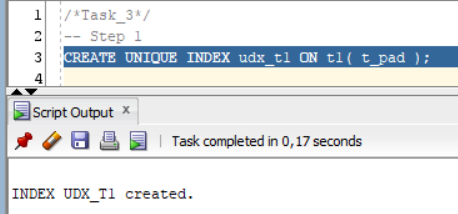 1 /*Task_3*/
2 -- Step 1
3 CREATE UNIQUE INDEX udx_t1 ON t1( t_pad );
4
Script Output x
Task completed in 0,17 seconds
INDEX UDX_T1 created.